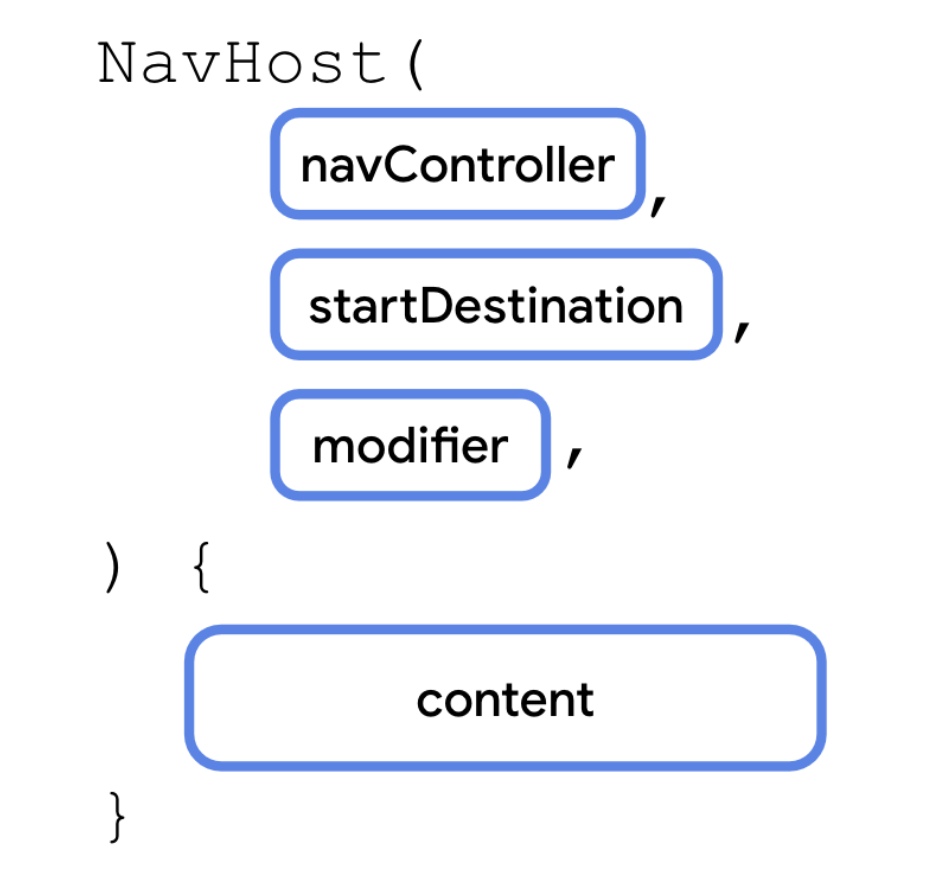 NavHost(
navController,
startDestination,
modifier,
) {
content
}